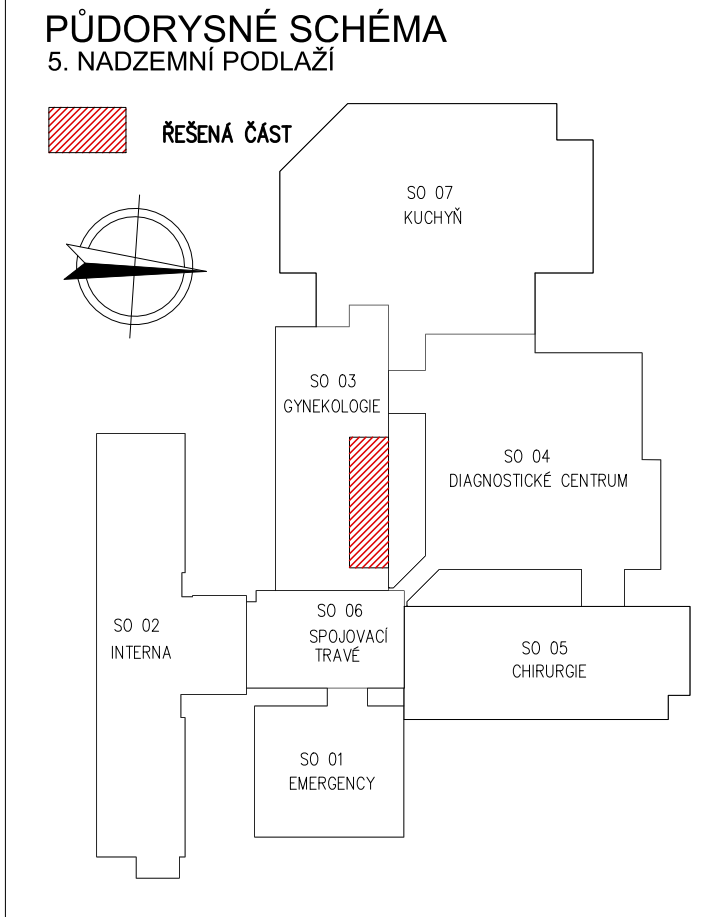 PŮDORYSNÉ SCHÉMA
5. NADZEMNÍ PODLAŽÍ
ŘEŠENÁ ČÁST
SO 07
KUCHYŇ
SO 03
GYNEKOLOGIE
SO 04
DIAGNOSTICKÉ CENTRUM
SO 06
SPOJOVACÍ
TRAVÉ
SO 02
INTERNA
SO 05
CHIRURGIE
SO 01
EMERGENCY